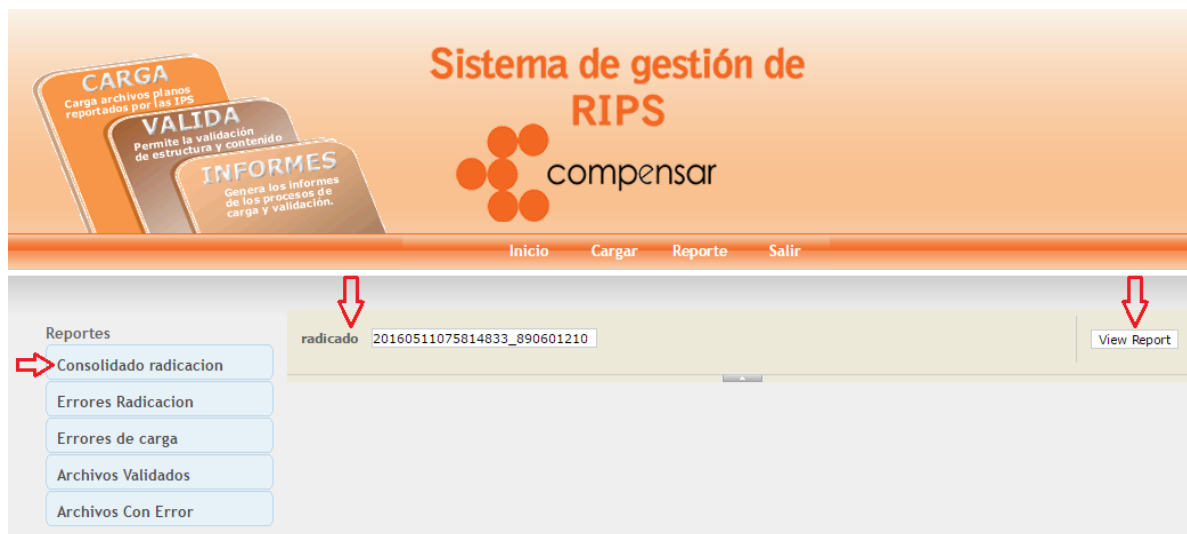 CARGA
Carga archivos planos
reportados por las IPS
VALIDA
Permite la validación
de estructura y contenido
INFORMES
Genera los informes
de los procesos de
carga y validación.
Sistema de gestión de
RIPS
compensar
Inicio Cargar Reporte Salir
Reportes
Consolidado radicacion
Errores Radicacion
Errores de carga
Archivos Validados
Archivos Con Error
radicado 20160511075814833_890601210
View Report